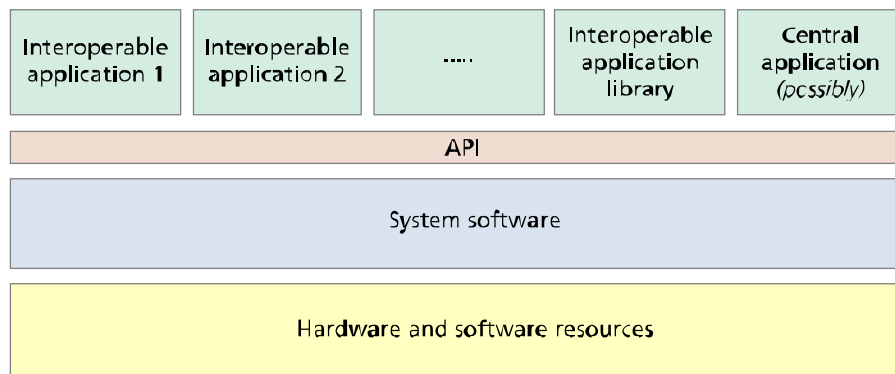 Interoperable
application 1
Interoperable
application 2
.....
Interoperable
application
library
Central
application
(possibly)
API
System software
Hardware and software resources